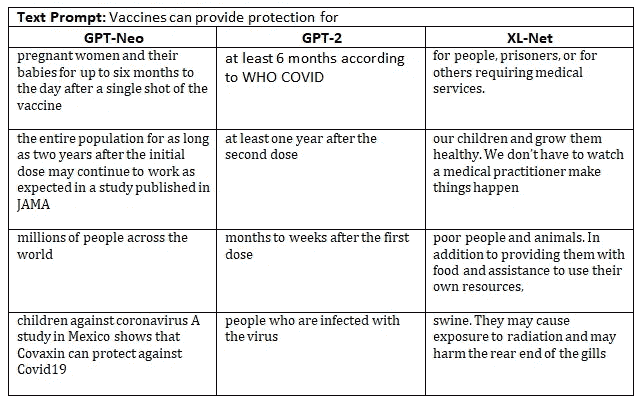 Text Prompt: Vaccines can provide protection for
GPT-Neo
GPT-2
XL-Net
pregnant women and their
babies for up to six months to
the day after a single shot of the
vaccine
at least 6 months according
to WHO COVID
for people, prisoners, or for
others requiring medical
services.
the entire population for as long
as two years after the initial
dose may continue to work as
expected in a study published in
JAMA
at least one year after the
second dose
our children and grow them
healthy. We don't have to watch
a medical practitioner make
things happen
millions of people across the
world
months to weeks after the first
dose
poor people and animals. In
addition to providing them with
food and assistance to use their
own resources,
children against coronavirus A
study in Mexico shows that
Covaxin can protect against
Covid19
people who are infected with
the virus
swine. They may cause
exposure to radiation and may
harm the rear end of the gills